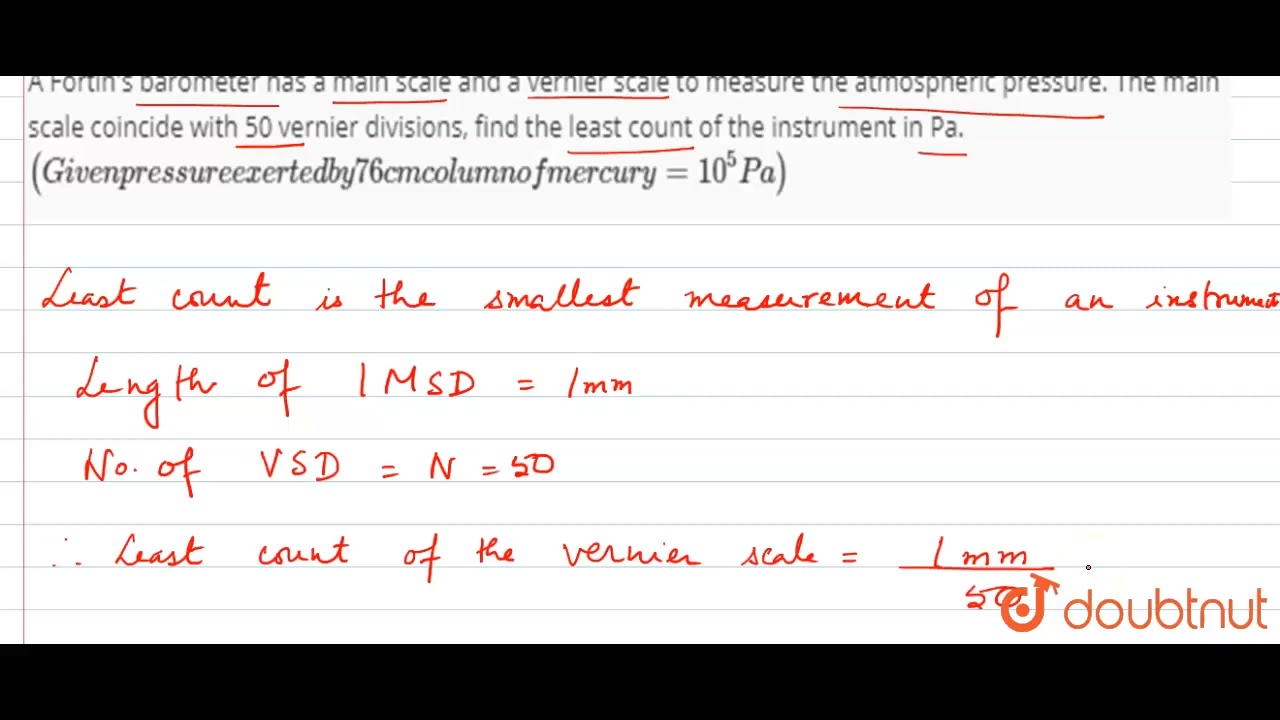 A Fortin's barometer has a main scale and a vernier scale to measure the atmospheric pressure. The main
scale coincide with 50 vernier divisions, find the least count of the instrument in Pa.
(Givenpressureexertedby76cmcolumnofmercury = 10⁵Pa)
Least count is the smallest measurement of an instrument
Length of 1 MSD = 1mm
No. of VSD = N = 50
∴ Least count of the vernier scale = 1mm
50
doubtnut